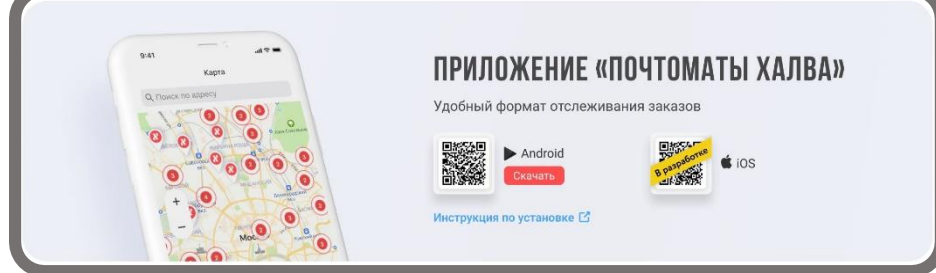 9:41
Карта
Поиск по адресу
Мос
ПРИЛОЖЕНИЕ «ПОЧТОМАТЫ ХАЛВА»
Удобный формат отслеживания заказов
Android
Скачать
В разработке
iOS
Инструкция по установке